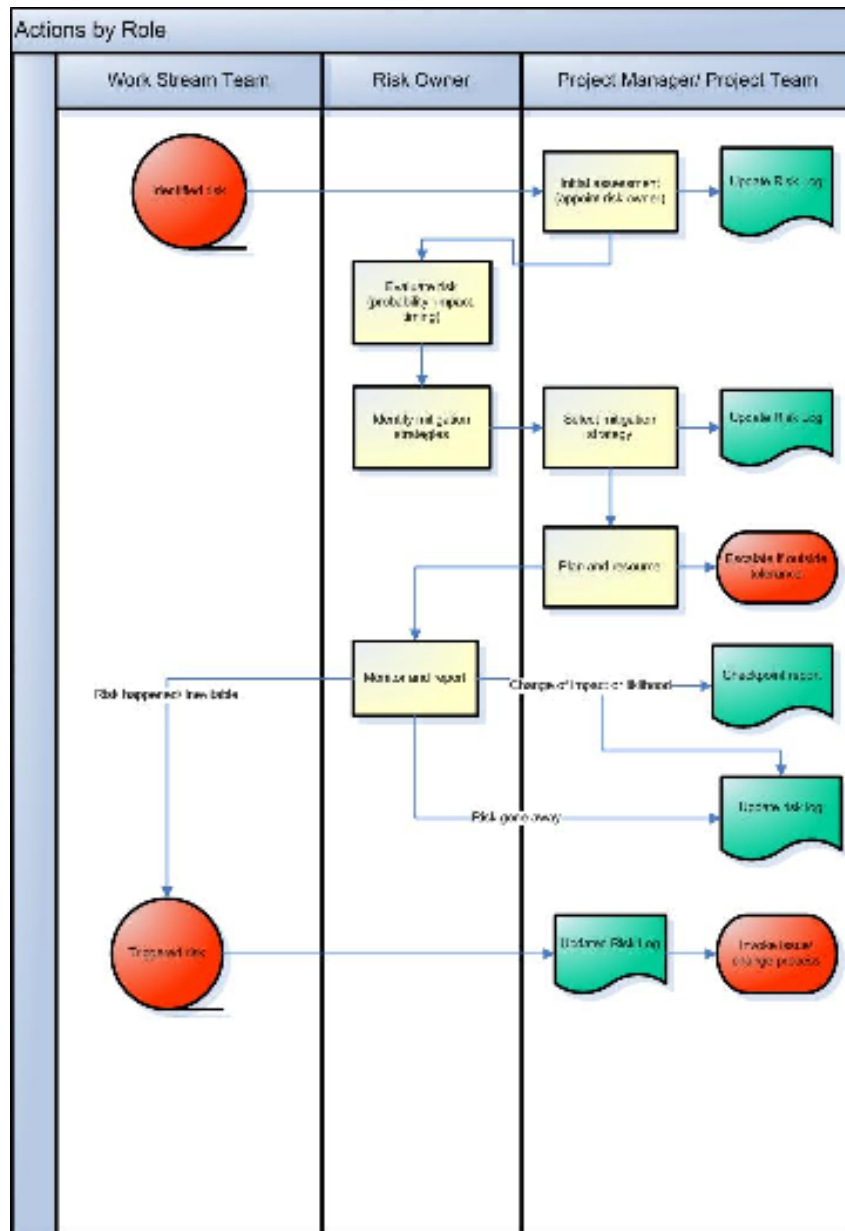 Actions by Role
Work Stream Team
Risk Owner
Project Manager/ Project Team
Identified risk
Initial assessment
(appoint risk owner)
Update Risk Log
Evaluate risk
(probability impact
timing)
Identify mitigation
strategies
Select mitigation
strategy
Update Risk Log
Plan and resource
Escalate if outside
tolerance
Monitor and report
Risk happened/ Inevitable
Change of impact or liklihood
Checkpoint report
Update risk log
Risk gone away
Triggered risk
Updated Risk Log
Invoke issue/
change process